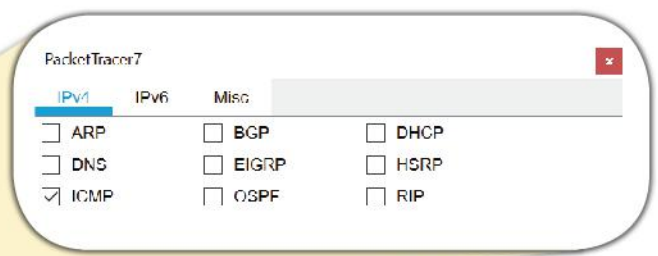 PacketTracer7
IPv4 IPv6 Misc
ARP BGP DHCP
DNS EIGRP HSRP
ICMP OSPF RIP